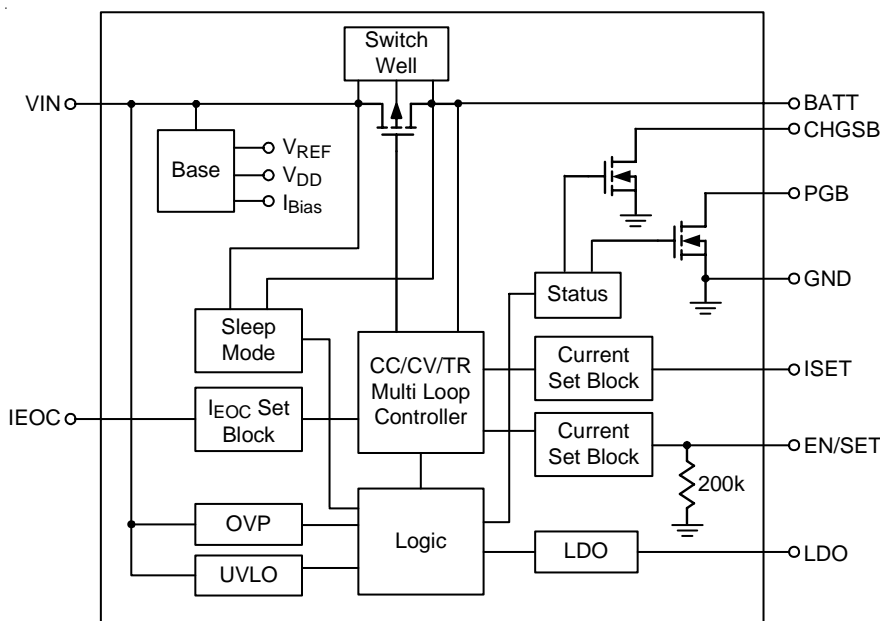 Switch
Well
VIN
BATT
CHGSB
Base
VREF
VDD
IBias
PGB
GND
Status
Sleep
Mode
CC/CV/TR
Multi Loop
Controller
Current
Set Block
ISET
IEOC
IEOC Set
Block
Current
Set Block
EN/SET
200k
OVP
Logic
LDO
LDO
UVLO